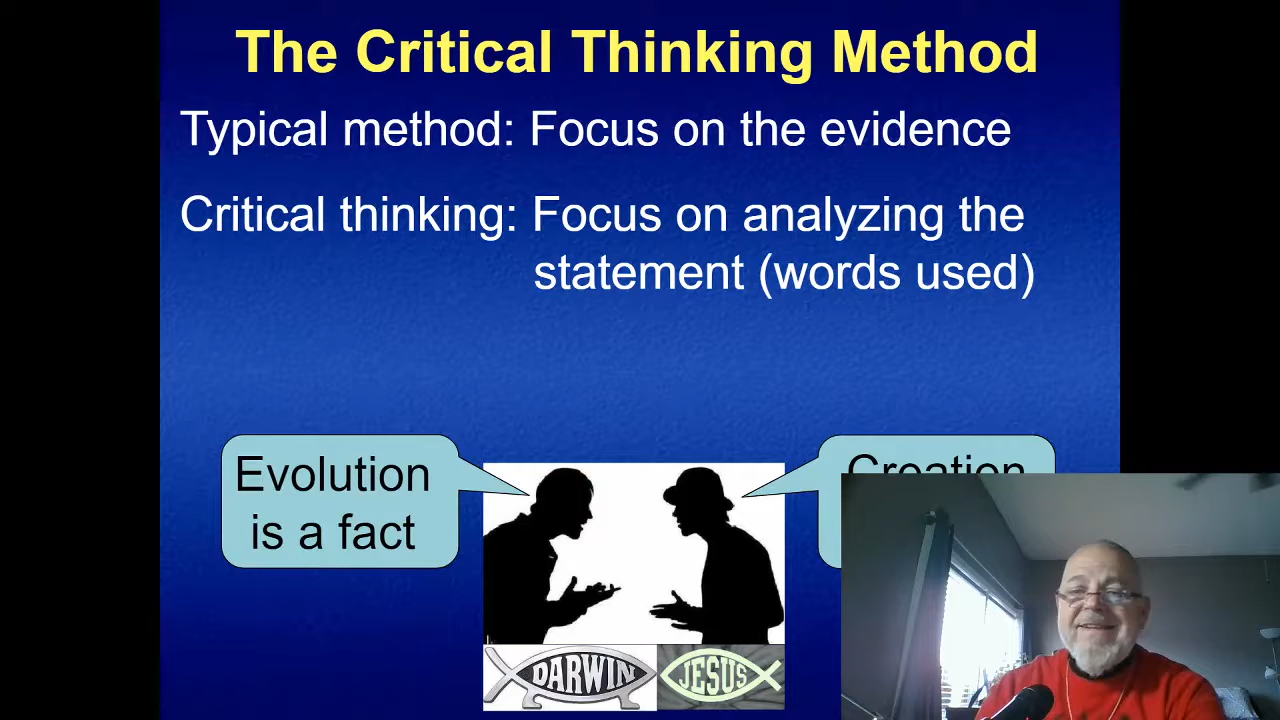 The Critical Thinking Method
Typical method: Focus on the evidence
Critical thinking: Focus on analyzing the
statement (words used)
Evolution
is a fact
Creation
DARWIN
JESUS